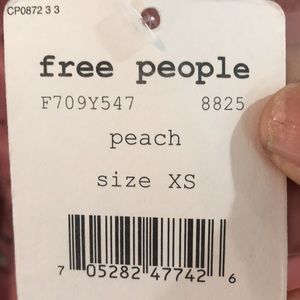 CP0872 3 3
free people
F709Y547 8825
peach
size XS
7 05282 47742 6